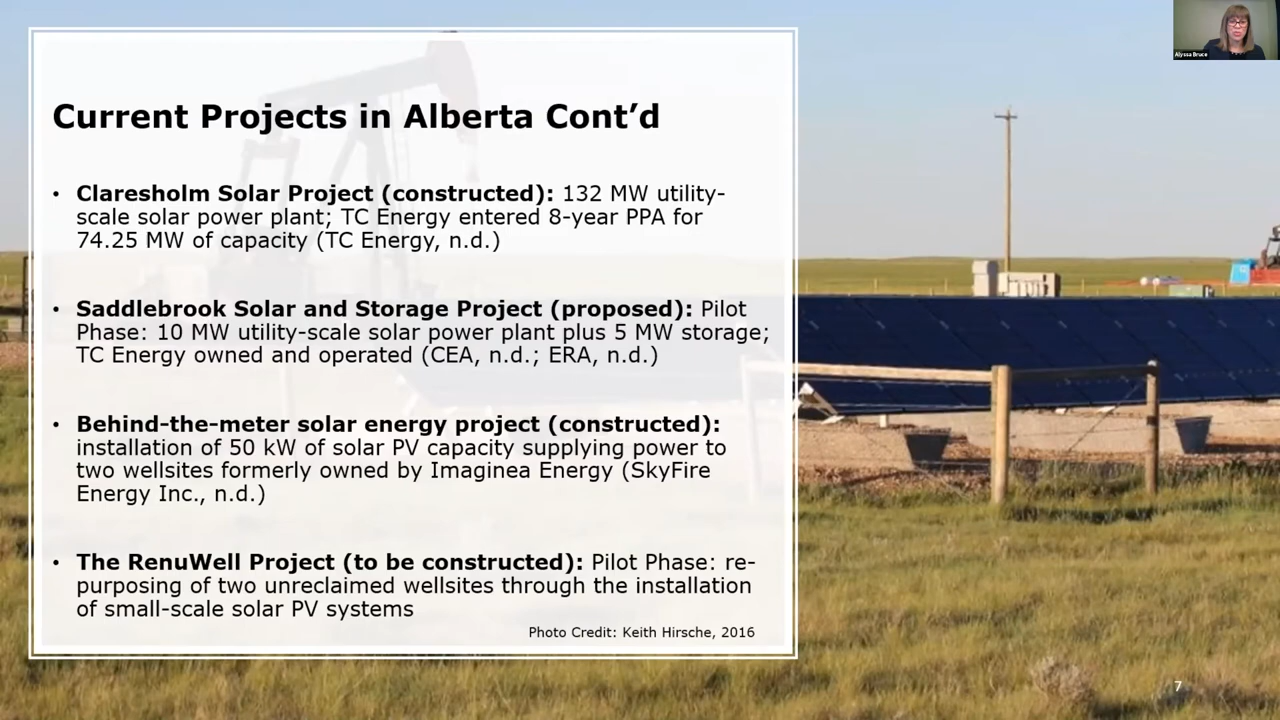 Alyssa Bruce
Current Projects in Alberta Cont’d
• Claresholm Solar Project (constructed): 132 MW utility-
scale solar power plant; TC Energy entered 8-year PPA for
74.25 MW of capacity (TC Energy, n.d.)
• Saddlebrook Solar and Storage Project (proposed): Pilot
Phase: 10 MW utility-scale solar power plant plus 5 MW storage;
TC Energy owned and operated (CEA, n.d.; ERA, n.d.)
• Behind-the-meter solar energy project (constructed):
installation of 50 kW of solar PV capacity supplying power to
two wellsites formerly owned by Imaginea Energy (SkyFire
Energy Inc., n.d.)
• The RenuWell Project (to be constructed): Pilot Phase: re-
purposing of two unreclaimed wellsites through the installation
of small-scale solar PV systems
Photo Credit: Keith Hirsche, 2016
7